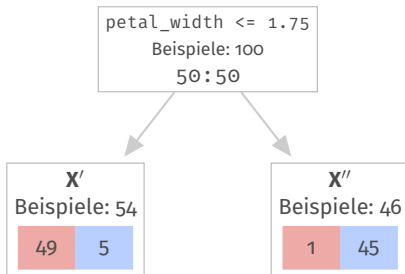 petal_width <= 1.75
Beispiele: 100
50:50
X′
Beispiele: 54
49 5
X′′
Beispiele: 46
1 45